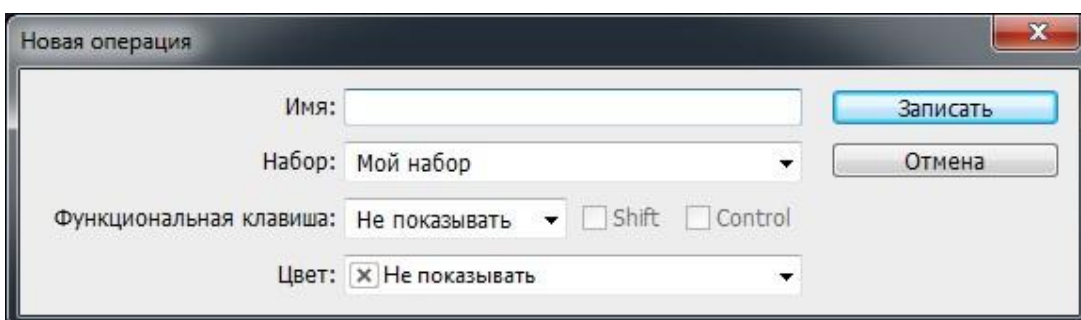 Новая операция
Имя:
Записать
Набор: Мой набор
Отмена
Функциональная клавиша: Не показывать Shift Control
Цвет: Не показывать